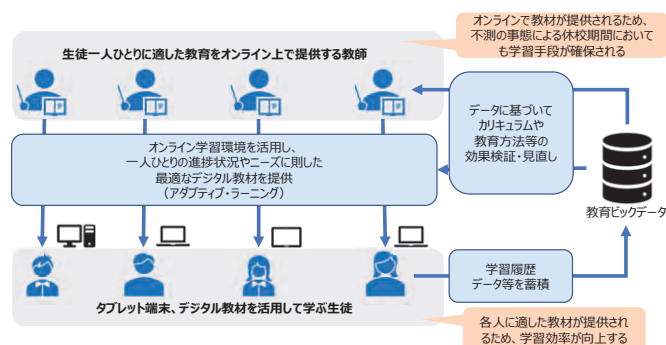 オンラインで教材が提供されるため、
不測の事態による休校期間において
も学習手段が確保される
生徒一人ひとりに適した教育をオンライン上で提供する教師
データに基づいて
カリキュラムや
教育方法等の
効果検証・見直し
オンライン学習環境を活用し、
一人ひとりの進捗状況やニーズに則した
最適なデジタル教材を提供
（アダプティブ・ラーニング）
教育ビックデータ
学習履歴
データ等を蓄積
タブレット端末、デジタル教材を活用して学ぶ生徒
各人に適した教材が提供され
るため、学習効率が向上する